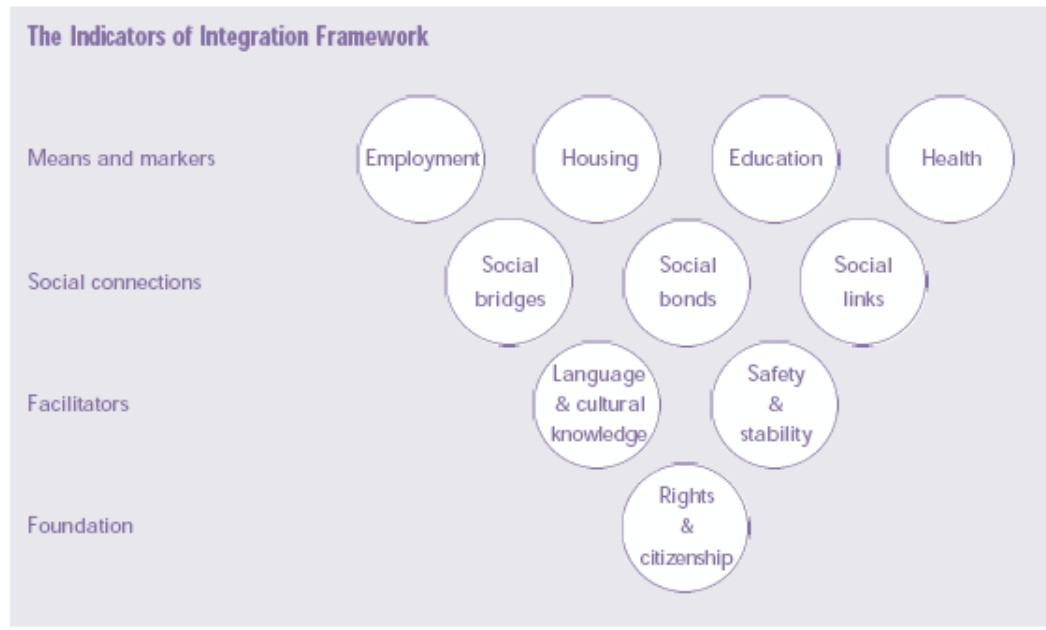 The Indicators of Integration Framework
Means and markers
Employment
Housing
Education
Health
Social connections
Social
bridges
Social
bonds
Social
links
Facilitators
Language
& cultural
knowledge
Safety
&
stability
Foundation
Rights
&
citizenship